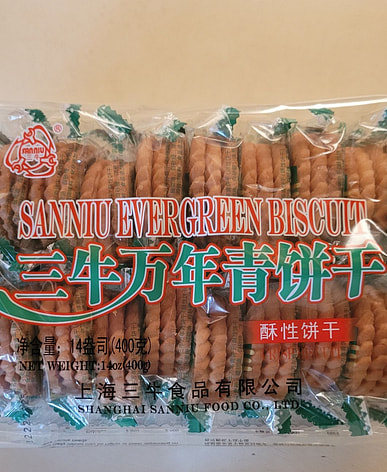 SANNIU
®
SANNIU EVERGREEN BISCUIT
三牛万年青饼干
酥性饼干
净含量: 14盎司(400克)
NET WEIGHT:14oz(400g)
上海三牛食品有限公司
SHANGHAI SANNIU FOOD CO., LTD